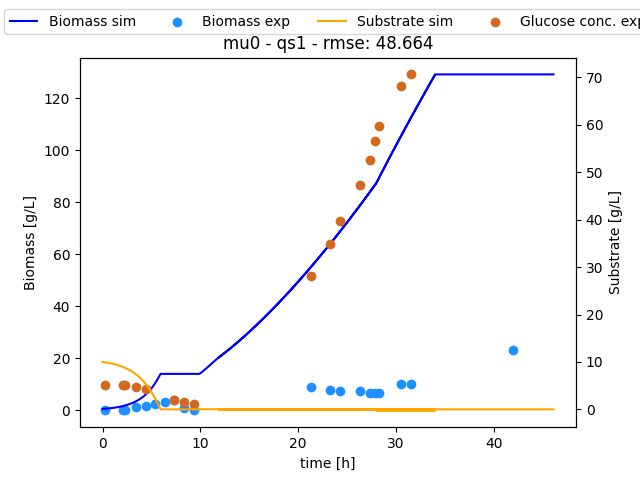 Biomass sim Biomass exp Substrate sim Glucose conc. exp
mu0 - qs1 - rmse: 48.664
120
100
80
60
40
20
0
Biomass [g/L]
70
60
50
40
30
20
10
0
Substrate [g/L]
0 10 20 30 40
time [h]